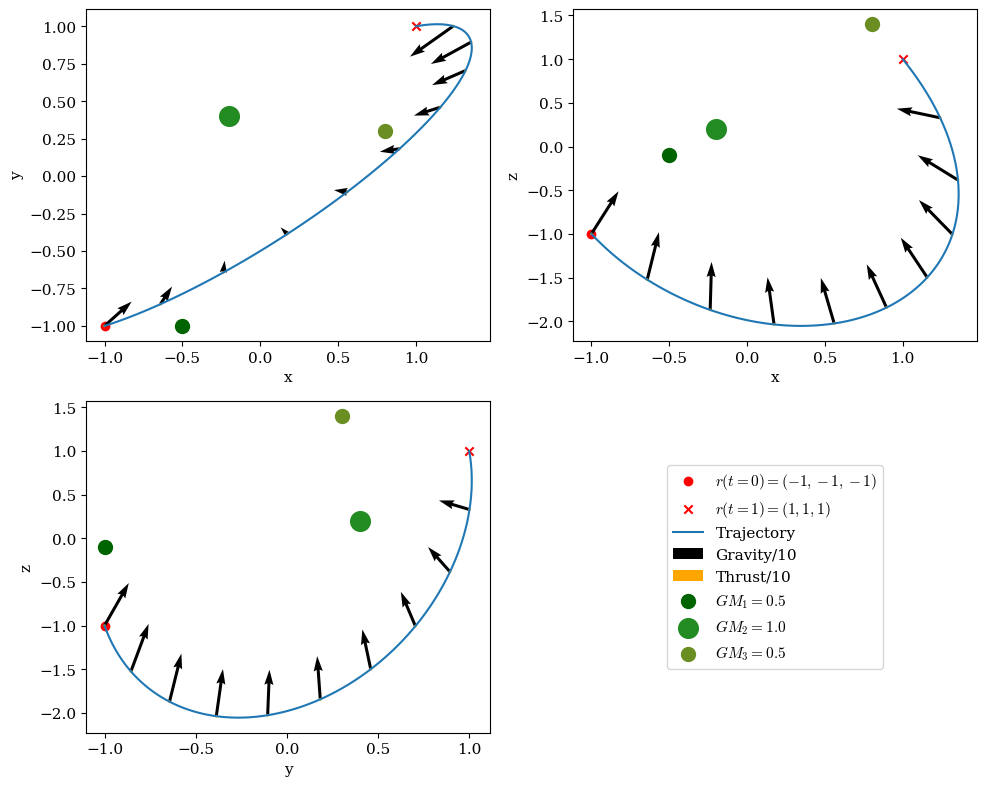 1.00
0.75
0.50
0.25
0.00
−0.25
−0.50
−0.75
−1.00
y
−1.0 −0.5 0.0 0.5 1.0
x
1.5
1.0
0.5
0.0
−0.5
−1.0
−1.5
−2.0
z
−1.0 −0.5 0.0 0.5 1.0
x
1.5
1.0
0.5
0.0
−0.5
−1.0
−1.5
−2.0
z
−1.0 −0.5 0.0 0.5 1.0
y
r(t = 0) = (−1, −1, −1)
r(t = 1) = (1, 1, 1)
Trajectory
Gravity/10
Thrust/10
GM₁ = 0.5
GM₂ = 1.0
GM₃ = 0.5